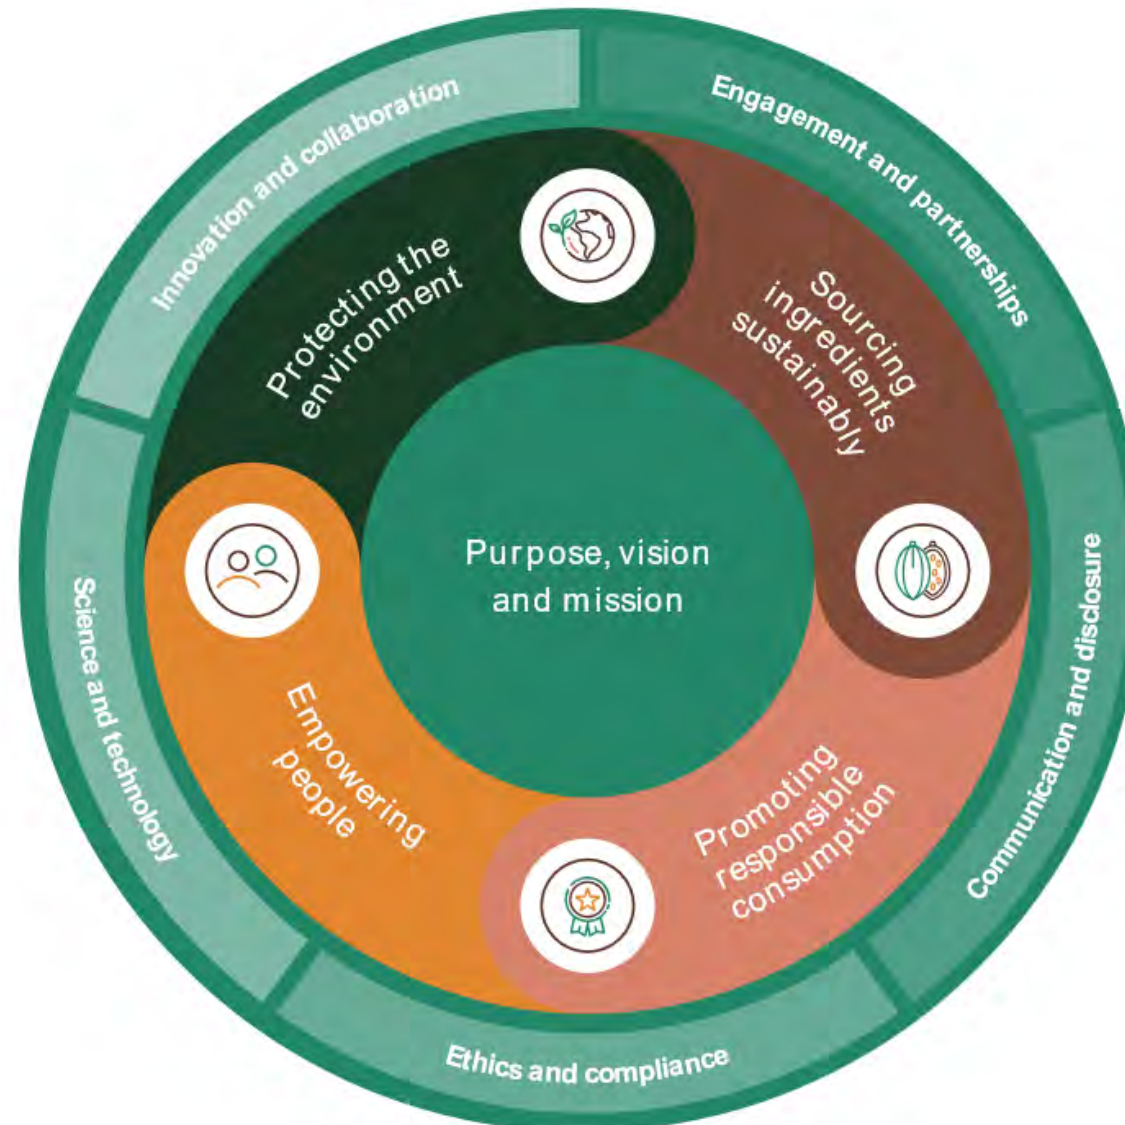 Innovation and collaboration
Engagement and partnerships
Protecting the
environment
Sourcing
ingredients
sustainably
Purpose, vision
and mission
Science and technology
Communication and disclosure
Empowering
people
Promoting
responsible
consumption
Ethics and compliance